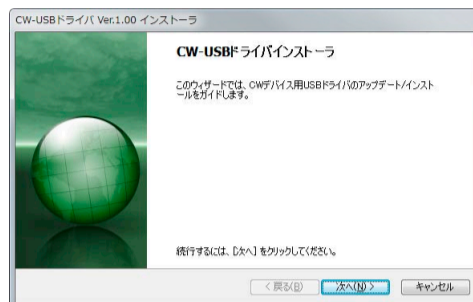 CW-USBドライバ Ver.1.00 インストーラ
CW-USBドライバインストーラ
このウィザードでは、CWデバイス用USBドライバのアップデート/インスト
ールをガイドします。
続行するには、[次へ] をクリックしてください。
< 戻る(B) 次へ(N) > キャンセル